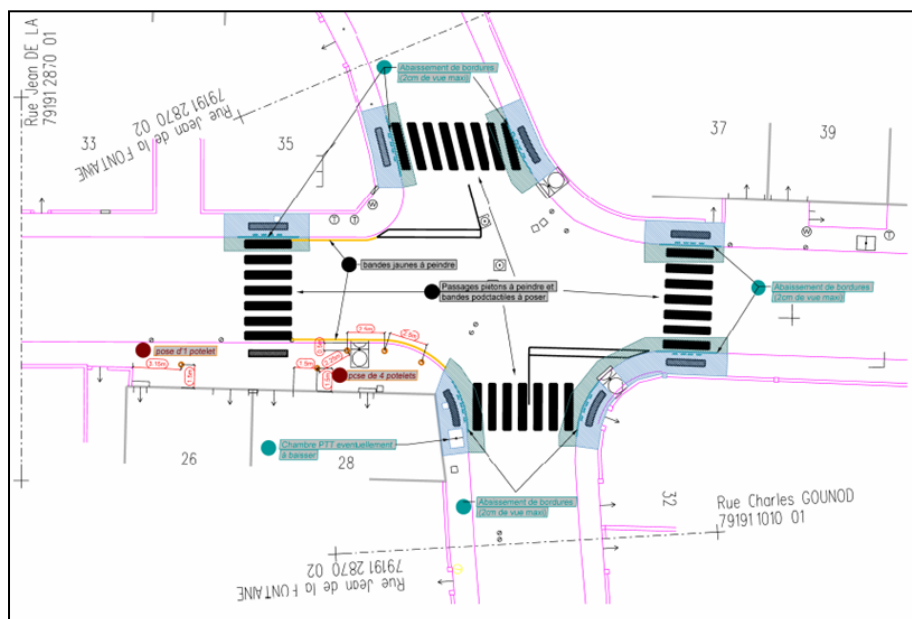 Rue Jean DE LA
79191 2870 01
Rue Jean de la FONTAINE
79191 2870 02
33
35
Abaissement de bordures
(2cm de vue maxi)
37
39
W
T
T
W
T
bandes jaunes à peindre
Passages pietons à peindre et
bandes podotactiles à poser
Abaissement de bordures
(2cm de vue maxi)
pose d'1 potelet
3.15m
pose de 4 potelets
Chambre PTT eventuellement
à baisser
26
28
Abaissement de bordures
(2cm de vue maxi)
32
Rue Charles GOUNOD
79191 1010 01
Rue Jean de la FONTAINE
79191 2870 02